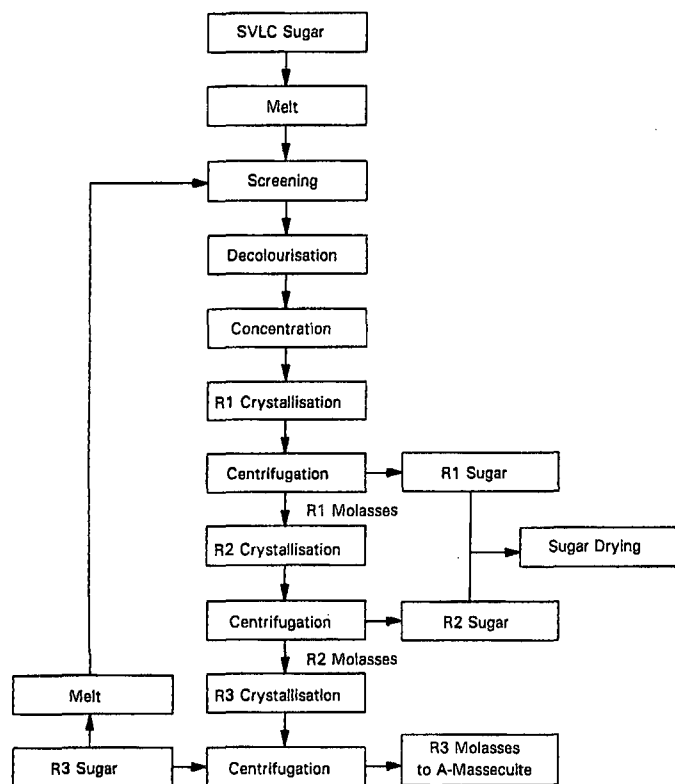 SVLC Sugar
Melt
Screening
Decolourisation
Concentration
R1 Crystallisation
Centrifugation
R1 Sugar
R1 Molasses
R2 Crystallisation
Sugar Drying
Centrifugation
R2 Sugar
R2 Molasses
Melt
R3 Crystallisation
R3 Sugar
Centrifugation
R3 Molasses
to A-Massecuite